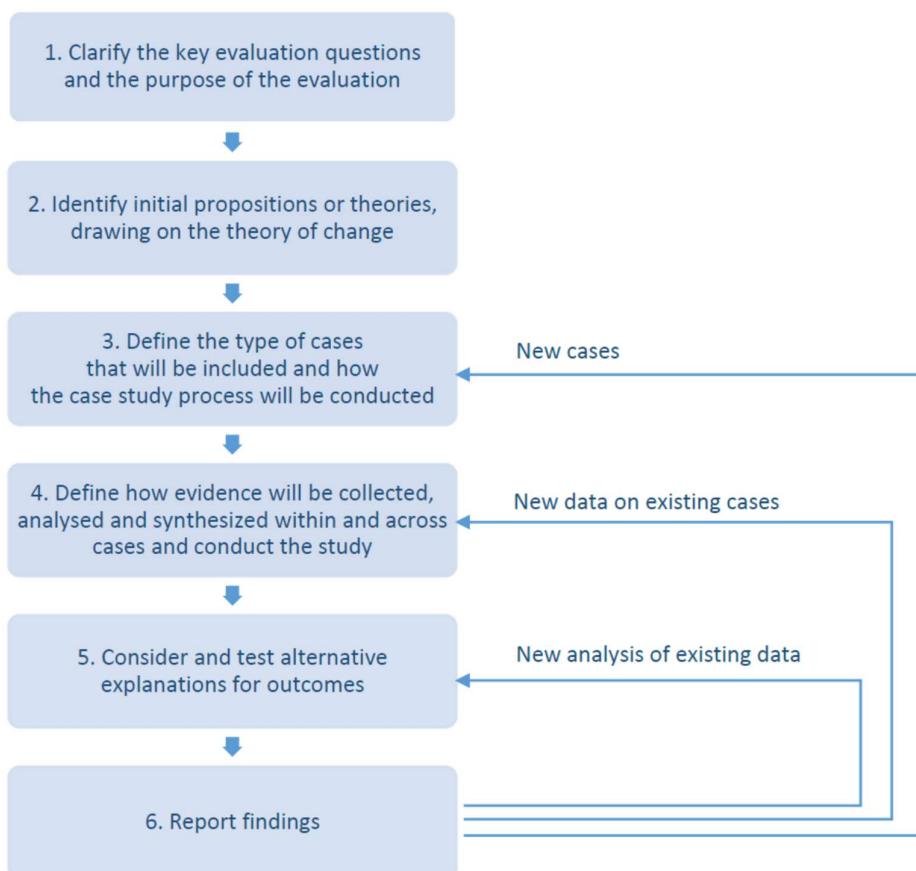 1. Clarify the key evaluation questions
and the purpose of the evaluation
2. Identify initial propositions or theories,
drawing on the theory of change
3. Define the type of cases
that will be included and how
the case study process will be conducted
New cases
4. Define how evidence will be collected,
analysed and synthesized within and across
cases and conduct the study
New data on existing cases
5. Consider and test alternative
explanations for outcomes
New analysis of existing data
6. Report findings